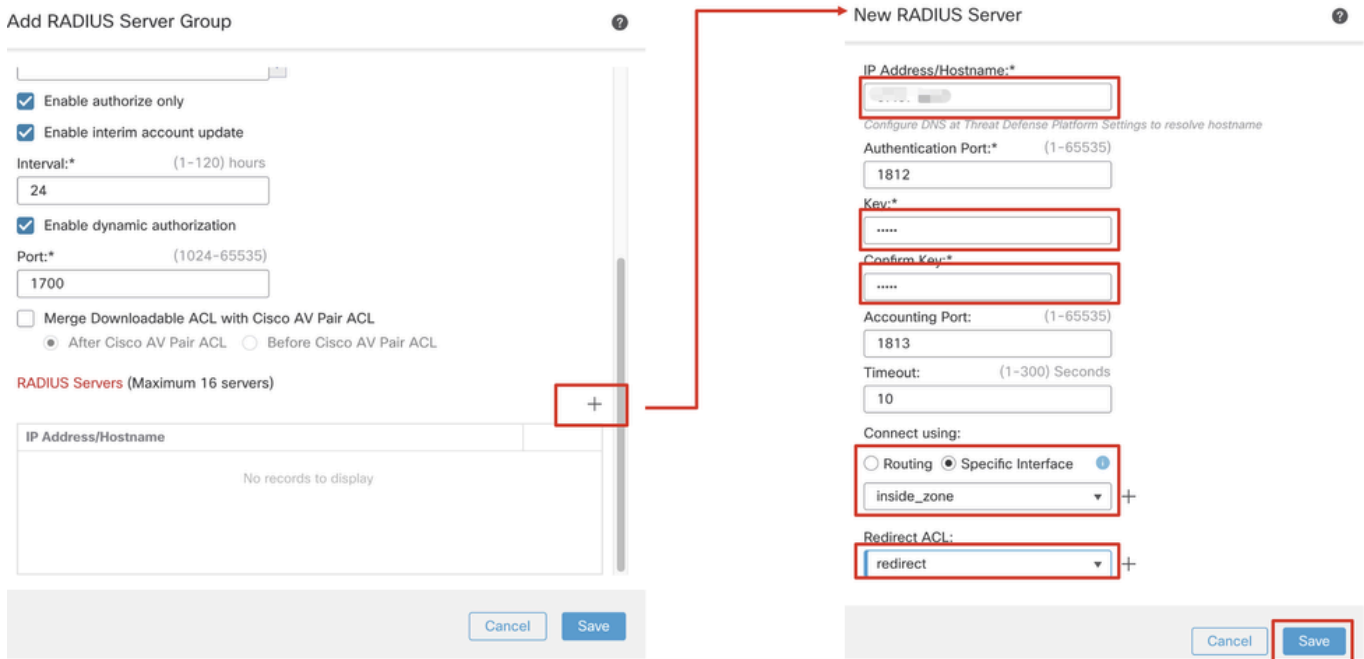 Add RADIUS Server Group
Enable authorize only
Enable interim account update
Interval:* (1-120) hours
24
Enable dynamic authorization
Port:* (1024-65535)
1700
Merge Downloadable ACL with Cisco AV Pair ACL
After Cisco AV Pair ACL Before Cisco AV Pair ACL
RADIUS Servers (Maximum 16 servers)
+
IP Address/Hostname
No records to display
Cancel Save
New RADIUS Server
IP Address/Hostname:*
Configure DNS at Threat Defense Platform Settings to resolve hostname
Authentication Port:* (1-65535)
1812
Key:*
•••••
Confirm Key:*
•••••
Accounting Port: (1-65535)
1813
Timeout: (1-300) Seconds
10
Connect using:
Routing Specific Interface
inside_zone +
Redirect ACL:
redirect +
Cancel Save